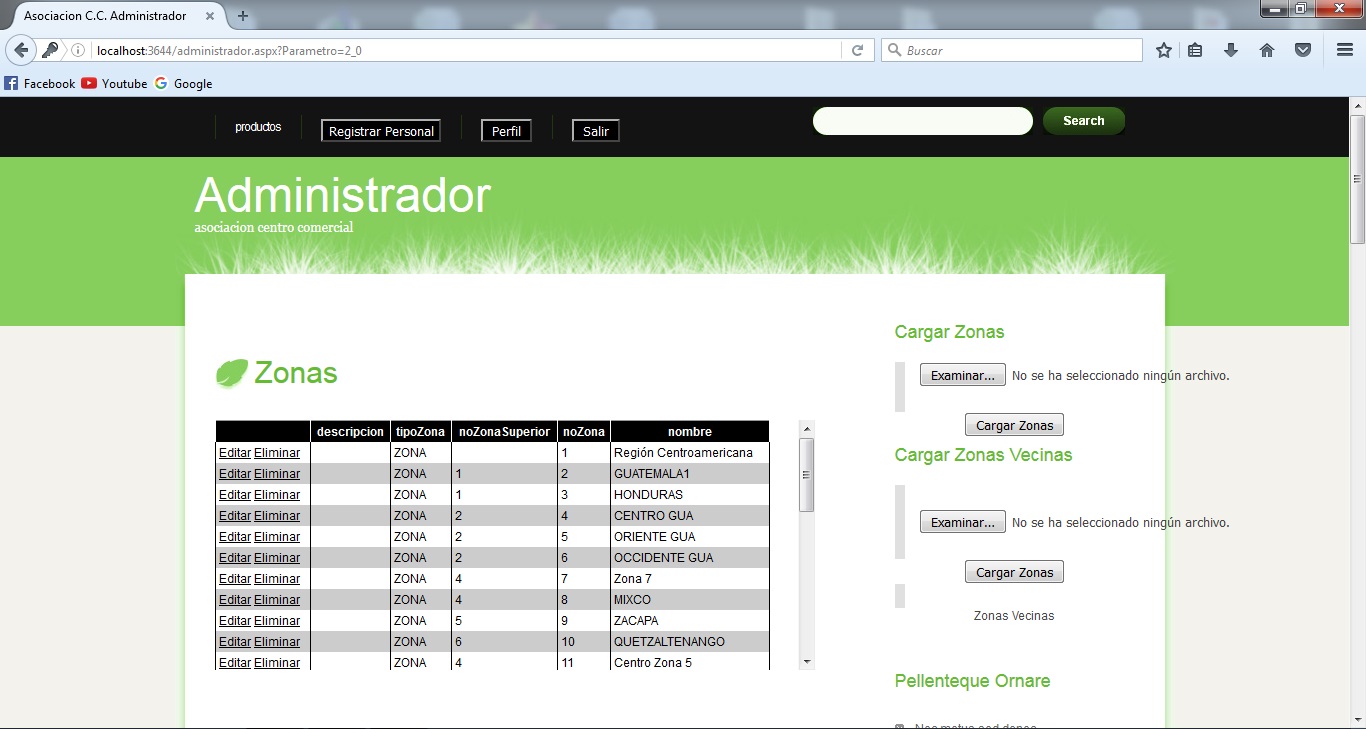 Asociacion C.C. Administrador
localhost:3644/administrador.aspx?Parametro=2_0
Buscar
Facebook Youtube Google
productos Registrar Personal Perfil Salir Search
Administrador
asociacion centro comercial
Zonas
descripcion tipoZona noZonaSuperior noZona nombre
Editar Eliminar ZONA 1 Región Centroamericana
Editar Eliminar ZONA 1 2 GUATEMALA1
Editar Eliminar ZONA 1 3 HONDURAS
Editar Eliminar ZONA 2 4 CENTRO GUA
Editar Eliminar ZONA 2 5 ORIENTE GUA
Editar Eliminar ZONA 2 6 OCCIDENTE GUA
Editar Eliminar ZONA 4 7 Zona 7
Editar Eliminar ZONA 4 8 MIXCO
Editar Eliminar ZONA 5 9 ZACAPA
Editar Eliminar ZONA 6 10 QUETZALTENANGO
Editar Eliminar ZONA 4 11 Centro Zona 5
Cargar Zonas
Examinar... No se ha seleccionado ningún archivo.
Cargar Zonas
Cargar Zonas Vecinas
Examinar... No se ha seleccionado ningún archivo.
Cargar Zonas
Zonas Vecinas
Pellenteque Ornare